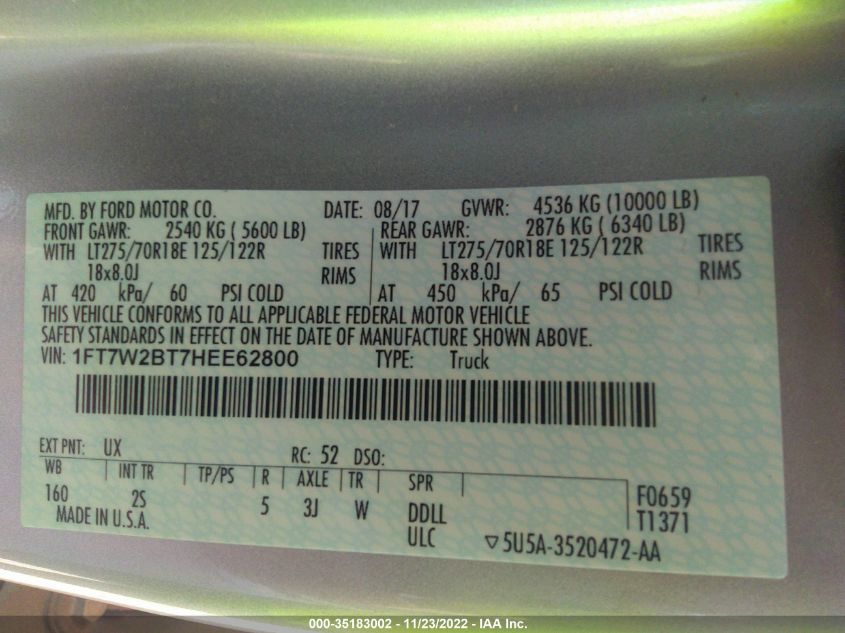 MFD. BY FORD MOTOR CO. DATE: 08/17 GVWR: 4536 KG (10000 LB)
FRONT GAWR: 2540 KG ( 5600 LB) REAR GAWR: 2876 KG ( 6340 LB)
WITH LT275/70R18E 125/122R TIRES WITH LT275/70R18E 125/122R TIRES
18x8.0J RIMS 18x8.0J RIMS
AT 420 kPa/ 60 PSI COLD AT 450 kPa/ 65 PSI COLD
THIS VEHICLE CONFORMS TO ALL APPLICABLE FEDERAL MOTOR VEHICLE
SAFETY STANDARDS IN EFFECT ON THE DATE OF MANUFACTURE SHOWN ABOVE.
VIN: 1FT7W2BT7HEE62800 TYPE: Truck
EXT PNT: UX RC: 52 DSO:
WB INT TR TP/PS R AXLE TR SPR
160 2S 5 3J W DDLL F0659
MADE IN U.S.A. ULC T1371
▽5U5A-3520472-AA
000-35183002 - 11/23/2022 - IAA Inc.